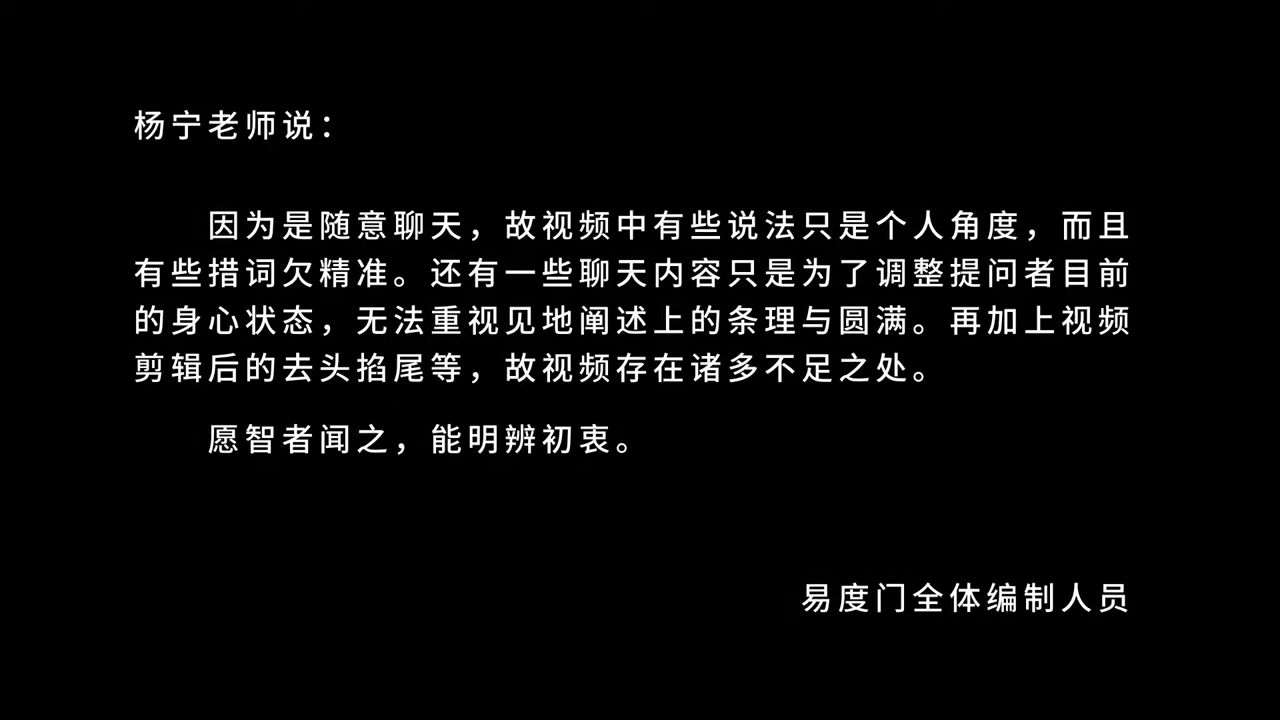 杨宁老师说：
因为是随意聊天，故视频中有些说法只是个人角度，而且
有些措词欠精准。还有一些聊天内容只是为了调整提问者目前
的身心状态，无法重视见地阐述上的条理与圆满。再加上视频
剪辑后的去头掐尾等，故视频存在诸多不足之处。
愿智者闻之，能明辨初衷。
易度门全体编制人员